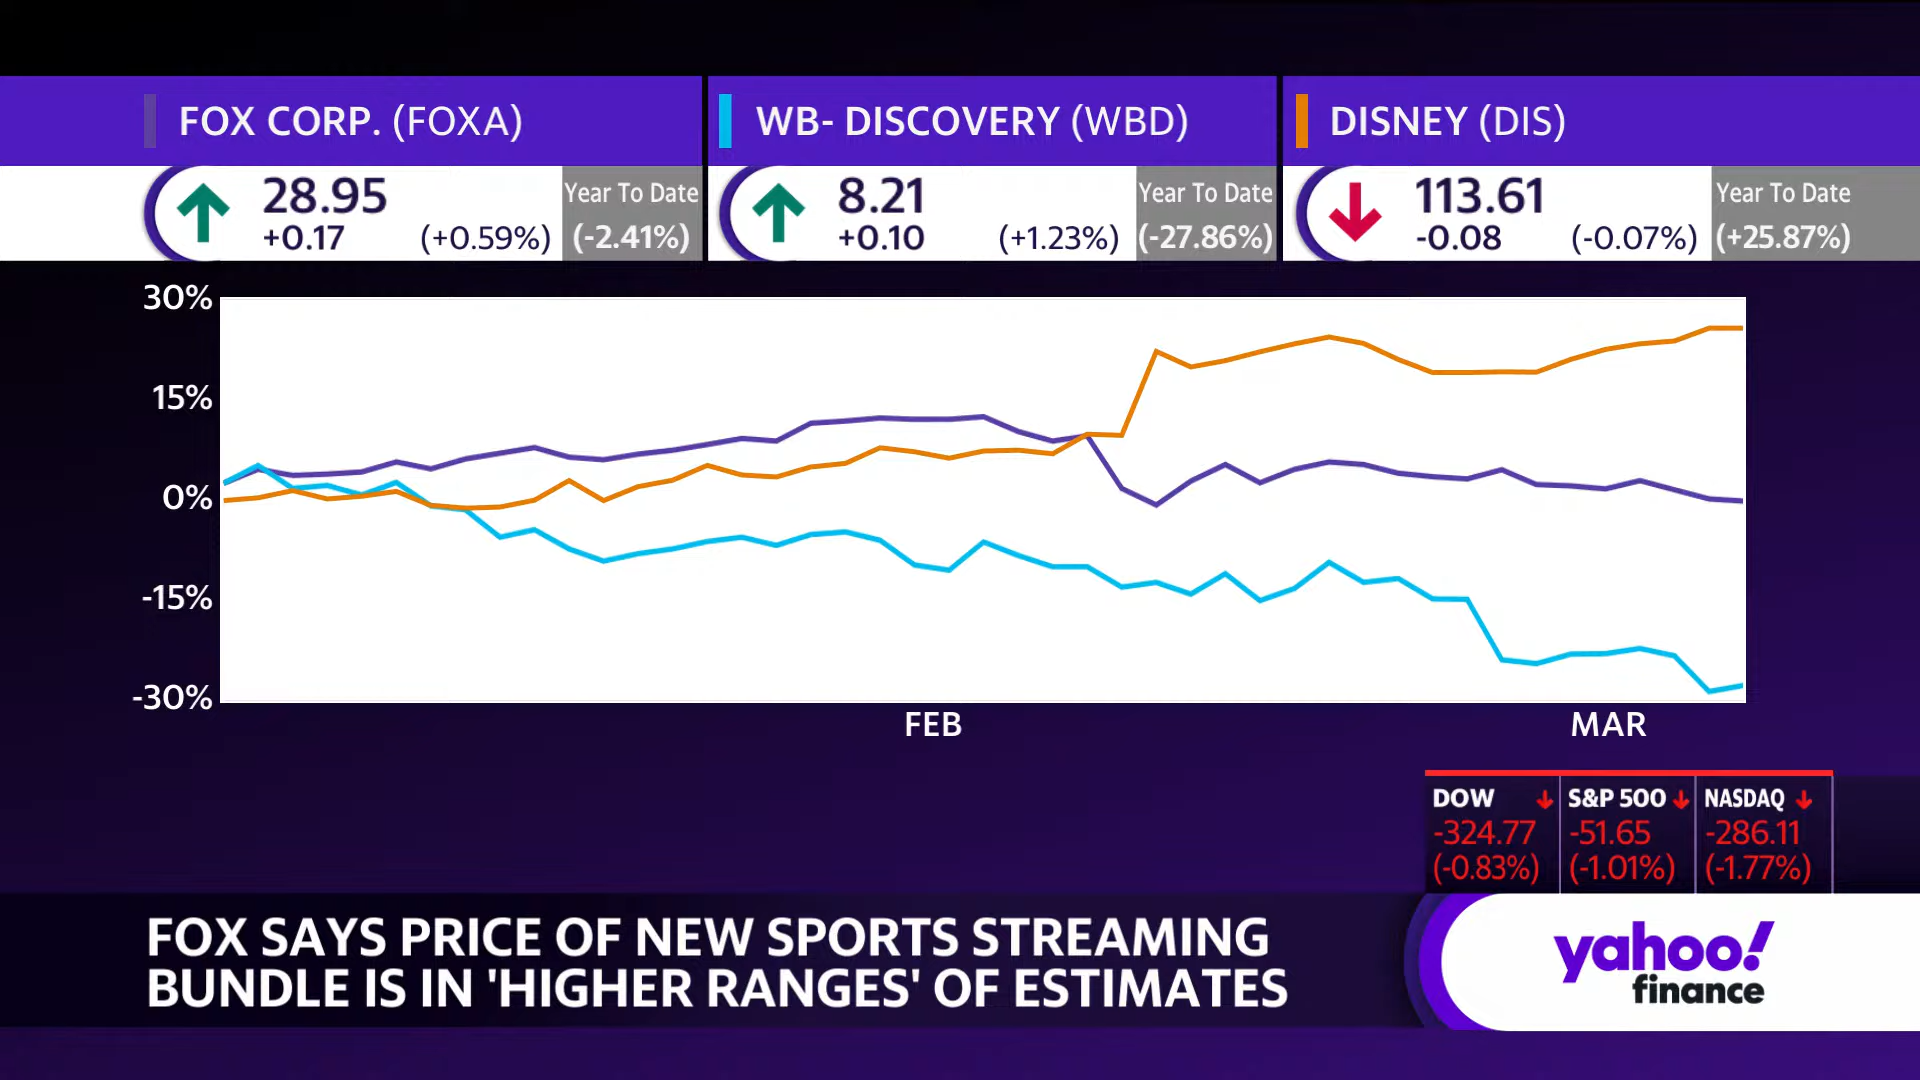 FOX CORP. (FOXA)
28.95
+0.17 (+0.59%)
Year To Date
(-2.41%)
WB- DISCOVERY (WBD)
8.21
+0.10 (+1.23%)
Year To Date
(-27.86%)
DISNEY (DIS)
113.61
-0.08 (-0.07%)
Year To Date
(+25.87%)
30%
15%
0%
-15%
-30%
FEB MAR
DOW
-324.77
(-0.83%)
S&P 500
-51.65
(-1.01%)
NASDAQ
-286.11
(-1.77%)
FOX SAYS PRICE OF NEW SPORTS STREAMING
BUNDLE IS IN 'HIGHER RANGES' OF ESTIMATES
yahoo!
finance